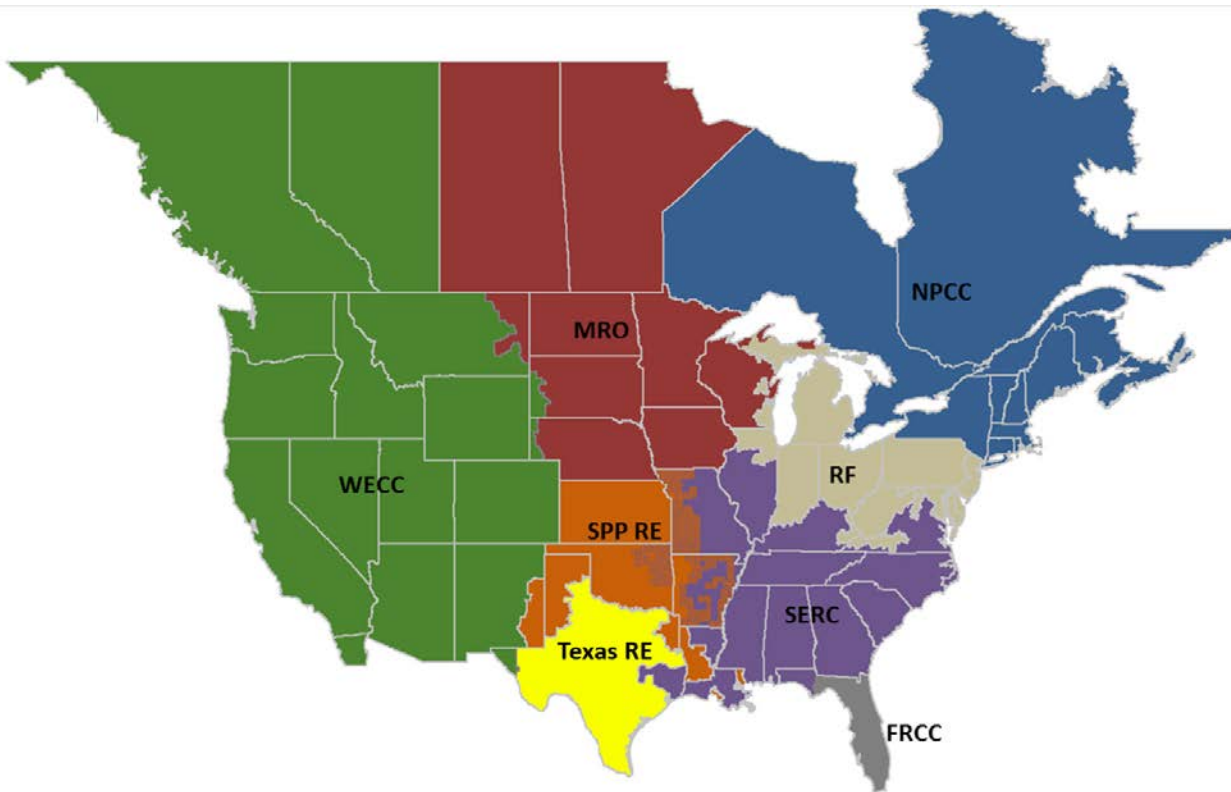 NPCC
MRO
RF
WECC
SPP RE
SERC
Texas RE
FRCC